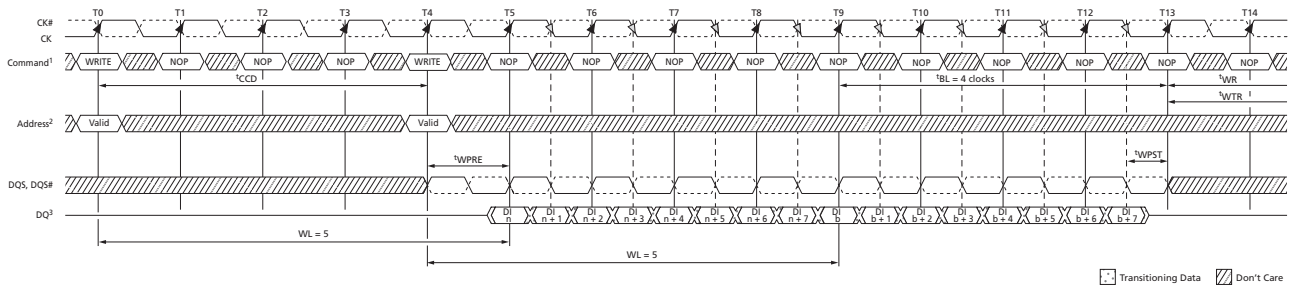 T0 T1 T2 T3 T4 T5 T6 T7 T8 T9 T10 T11 T12 T13 T14
CK#
CK
Command1 WRITE NOP NOP NOP WRITE NOP NOP NOP NOP NOP NOP NOP NOP NOP NOP
tCCD tBL = 4 clocks tWR
tWTR
Address2 Valid Valid
tWPRE tWPST
DQS, DQS#
DQ3 DI n DI n + 1 DI n + 2 DI n + 3 DI n + 4 DI n + 5 DI n + 6 DI n + 7 DI b DI b + 1 DI b + 2 DI b + 3 DI b + 4 DI b + 5 DI b + 6 DI b + 7
WL = 5
WL = 5
Transitioning Data Don't Care